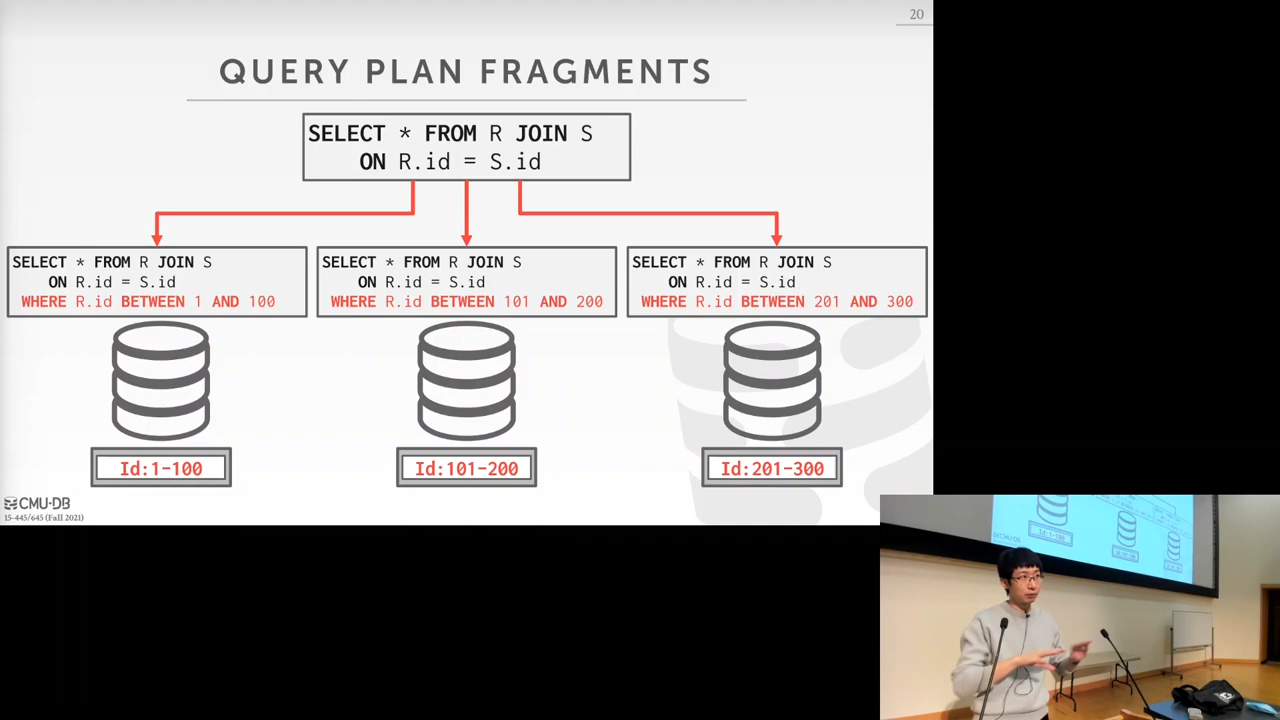 20
QUERY PLAN FRAGMENTS
SELECT * FROM R JOIN S
ON R.id = S.id
SELECT * FROM R JOIN S
ON R.id = S.id
WHERE R.id BETWEEN 1 AND 100
SELECT * FROM R JOIN S
ON R.id = S.id
WHERE R.id BETWEEN 101 AND 200
SELECT * FROM R JOIN S
ON R.id = S.id
WHERE R.id BETWEEN 201 AND 300
Id:1-100
Id:101-200
Id:201-300
CMU·DB
15-445/645 (Fall 2021)
Id:1-100